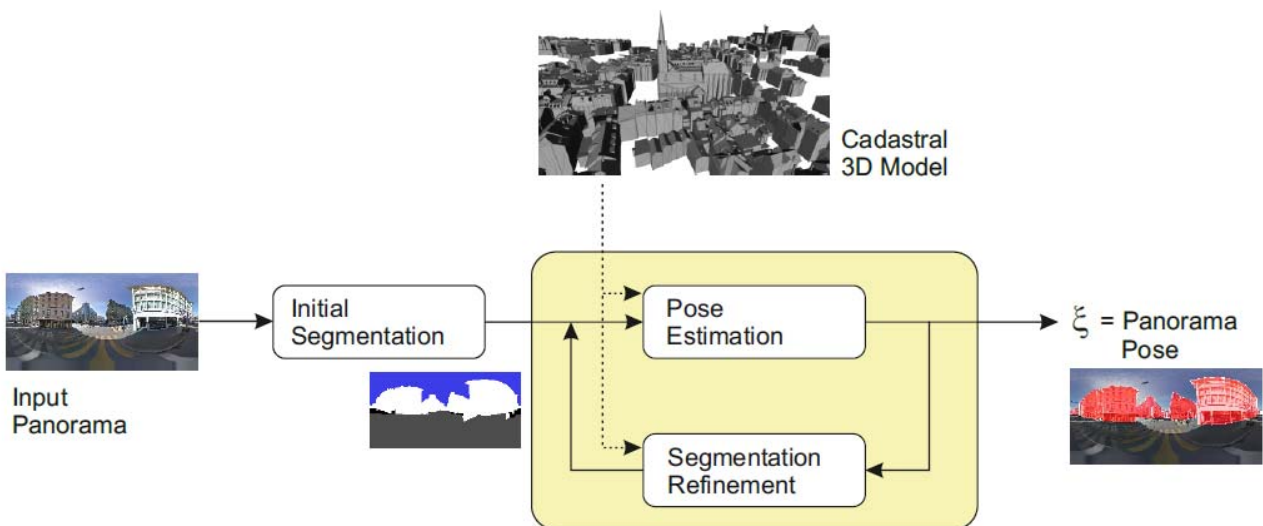 Cadastral
3D Model
Input
Panorama
Initial
Segmentation
Pose
Estimation
Segmentation
Refinement
ξ = Panorama
Pose